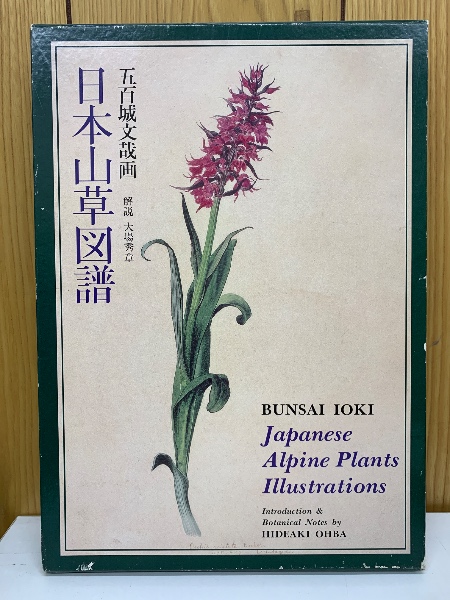 五百城文哉画
日本山草図譜
解説 大場秀章
BUNSAI IOKI
Japanese
Alpine Plants
Illustrations
Introduction &
Botanical Notes by
HIDEAKI OHBA